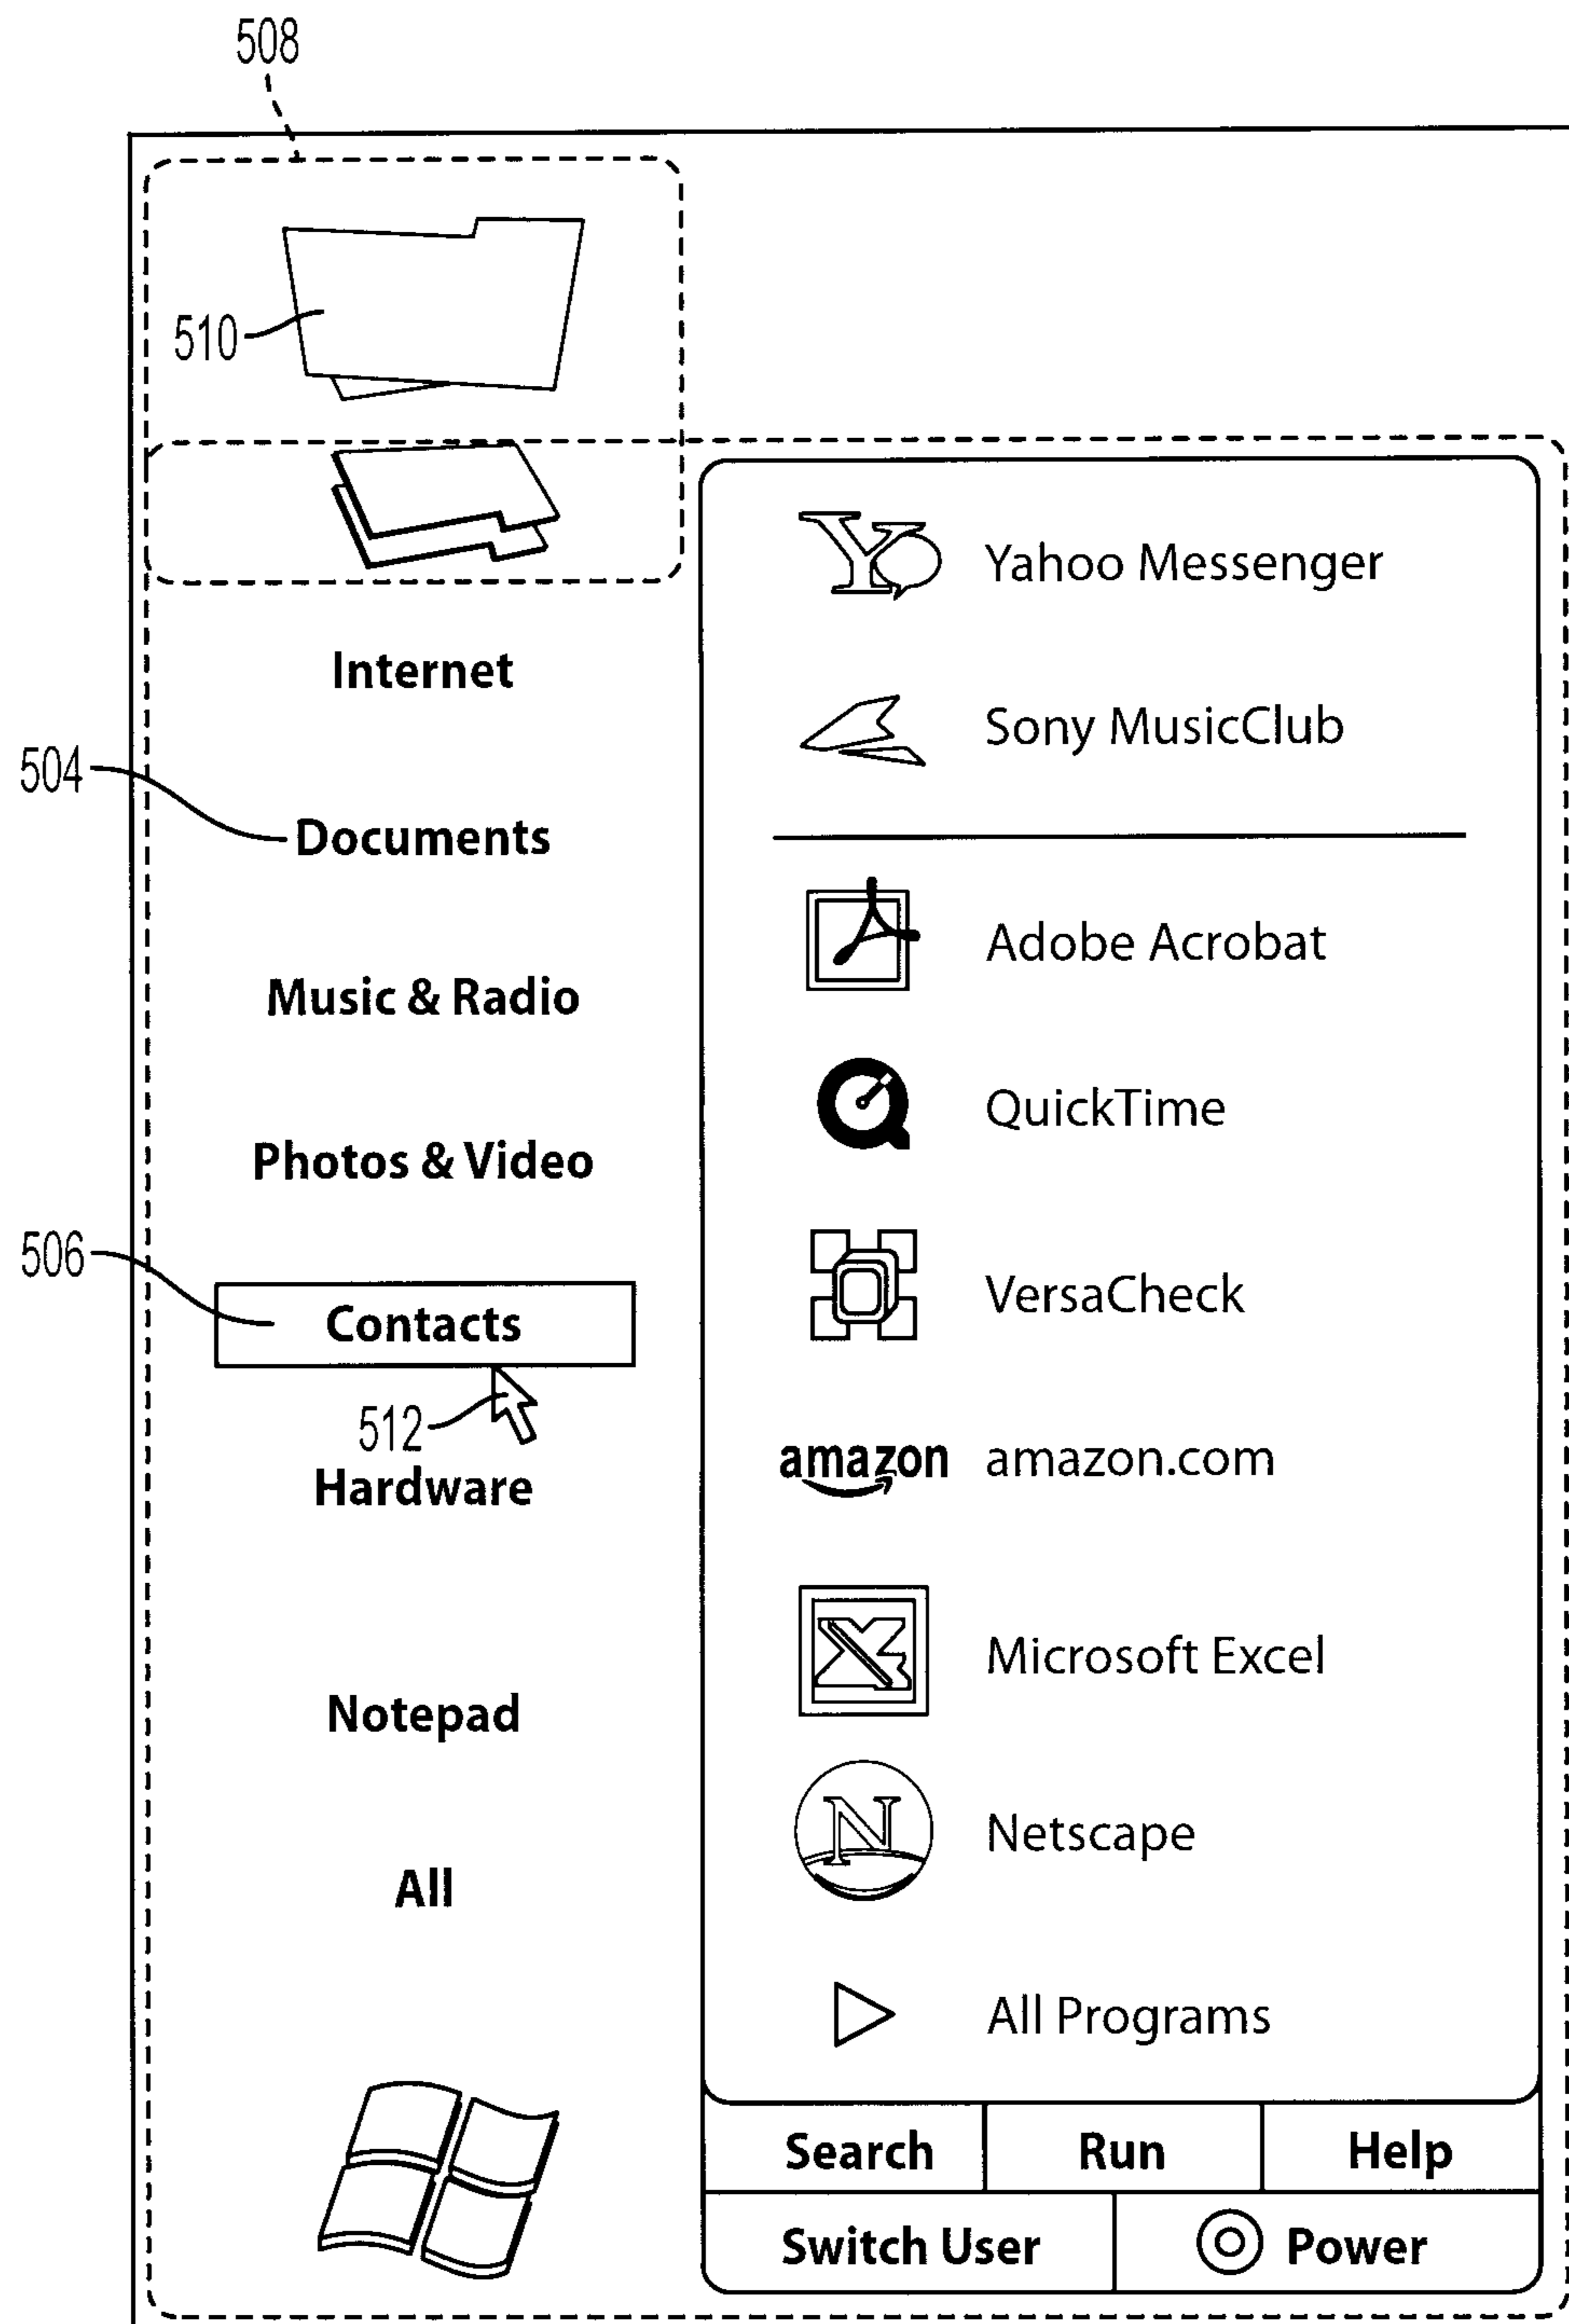 508
510
Internet
504
Documents
Music & Radio
Photos & Video
506
Contacts
512
Hardware
Notepad
All
Yahoo Messenger
Sony MusicClub
Adobe Acrobat
QuickTime
VersaCheck
amazon amazon.com
Microsoft Excel
N Netscape
All Programs
Search Run Help
Switch User Power